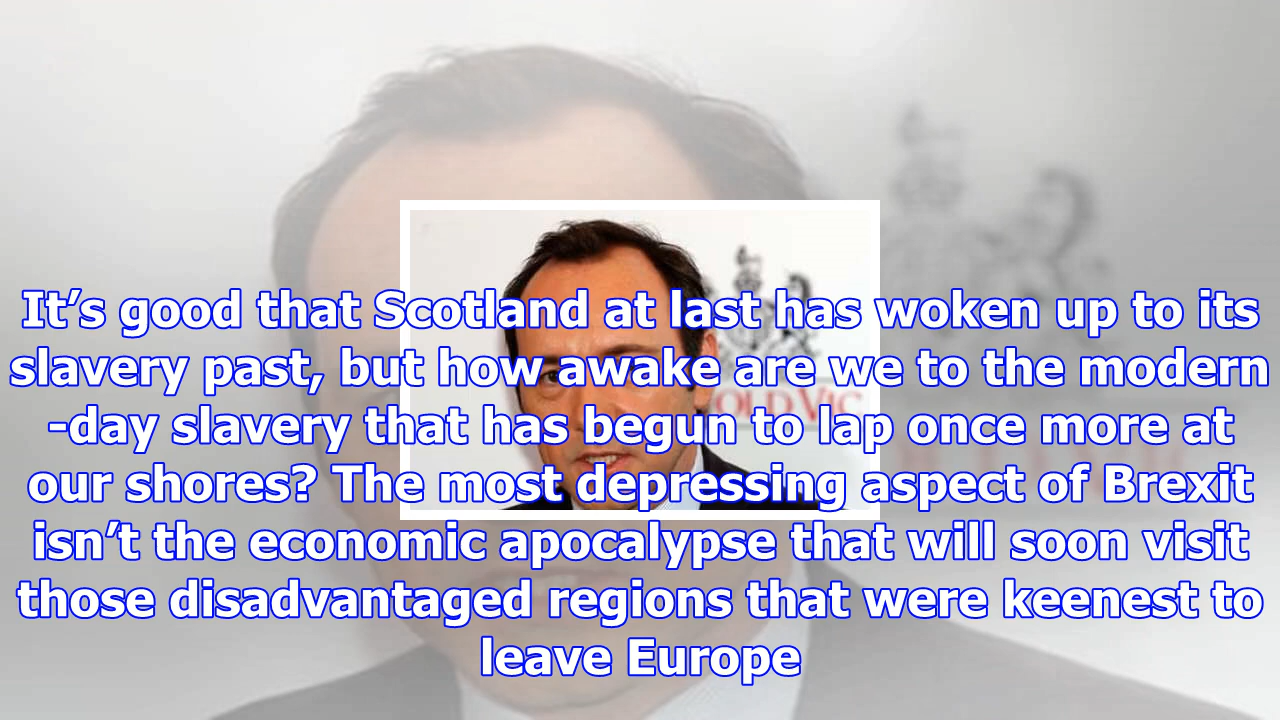 It’s good that Scotland at last has woken up to its
slavery past, but how awake are we to the modern
-day slavery that has begun to lap once more at
our shores? The most depressing aspect of Brexit
isn’t the economic apocalypse that will soon visit
those disadvantaged regions that were keenest to
leave Europe
OLD VIC